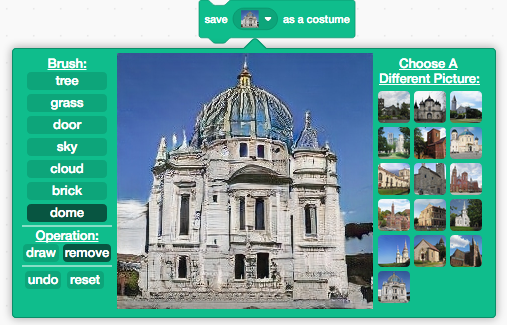 save as a costume
Brush:
tree
grass
door
sky
cloud
brick
dome
Operation:
draw remove
undo reset
Choose A
Different Picture: